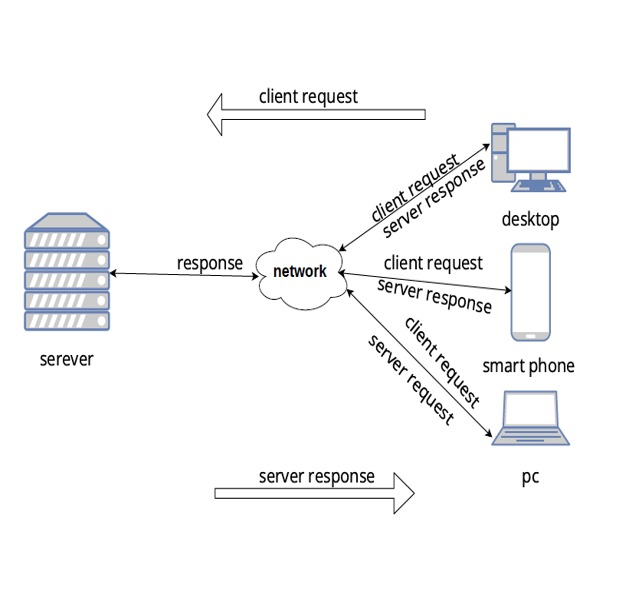 client request
client request
server response
desktop
response
network
client request
server response
serever
smart phone
client request
server request
pc
server response